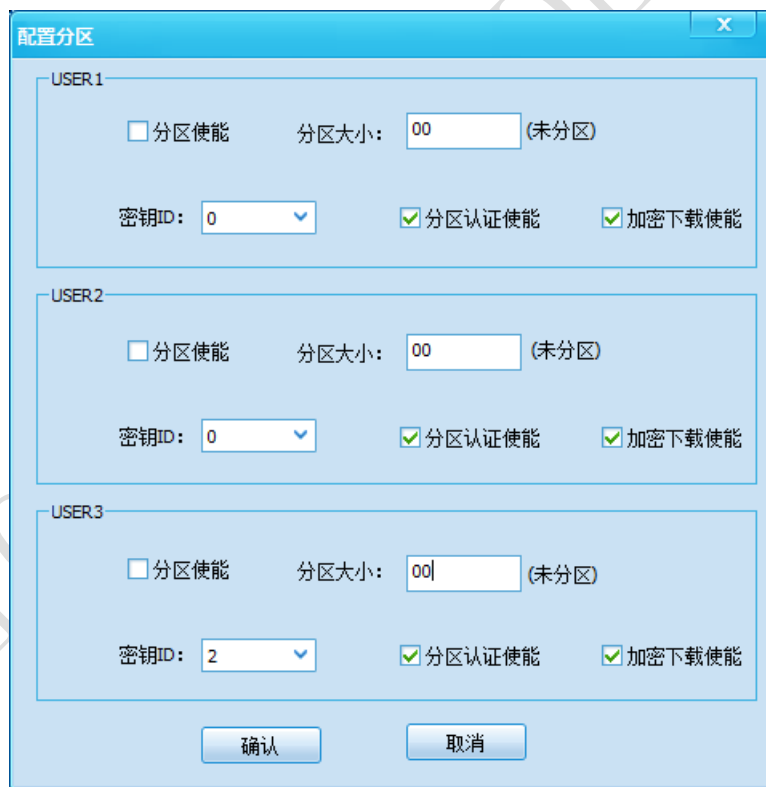 配置分区
X
USER1
分区使能 分区大小： 00 (未分区)
密钥ID： 0 分区认证使能 加密下载使能
USER2
分区使能 分区大小： 00 (未分区)
密钥ID： 0 分区认证使能 加密下载使能
USER3
分区使能 分区大小： 00 (未分区)
密钥ID： 2 分区认证使能 加密下载使能
确认 取消